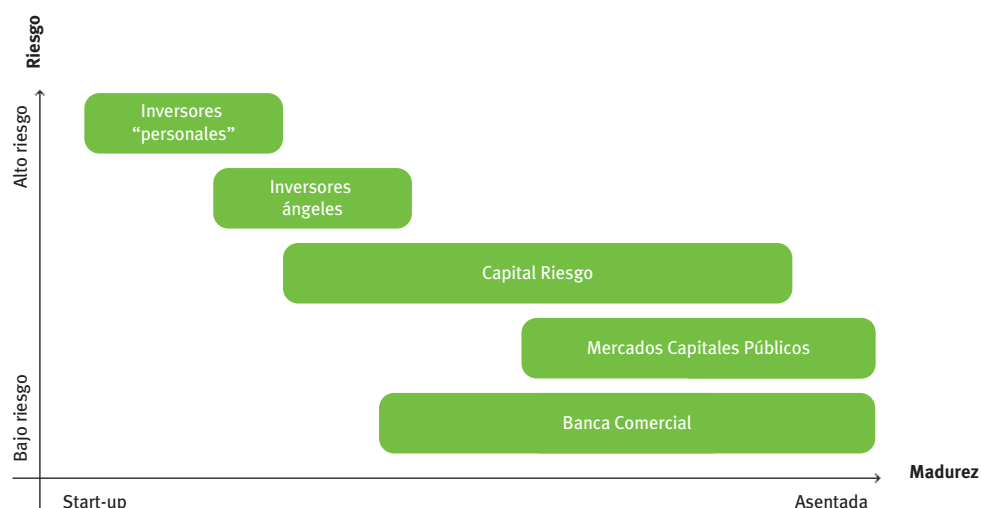 Riesgo
Alto riesgo
Inversores
“personales”
Inversores
ángeles
Capital Riesgo
Mercados Capitales Públicos
Bajo riesgo
Banca Comercial
Madurez
Start-up
Asentada